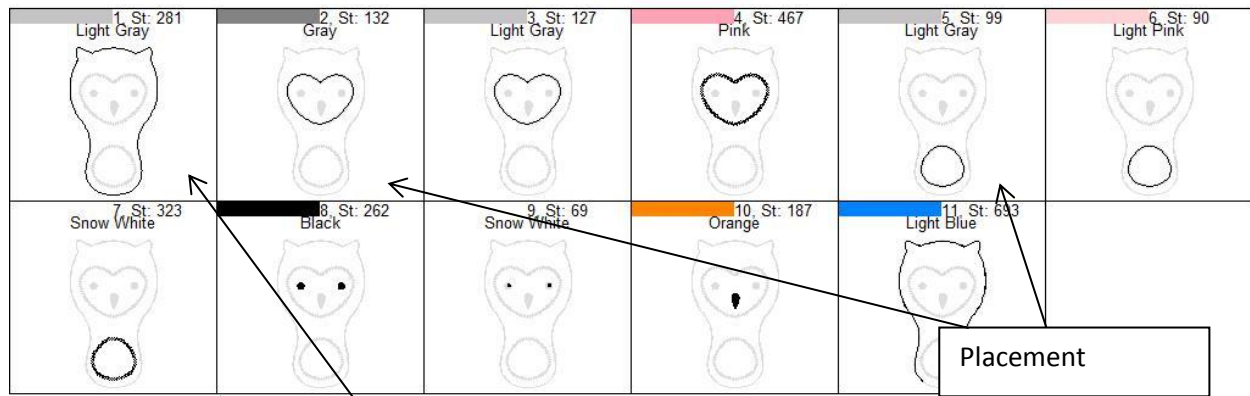 1, St: 281
Light Gray
2, St: 132
Gray
3, St: 127
Light Gray
4, St: 467
Pink
5, St: 99
Light Gray
6, St: 90
Light Pink
7, St: 323
Snow White
8, St: 262
Black
9, St: 69
Snow White
10, St: 187
Orange
11, St: 693
Light Blue
Placement